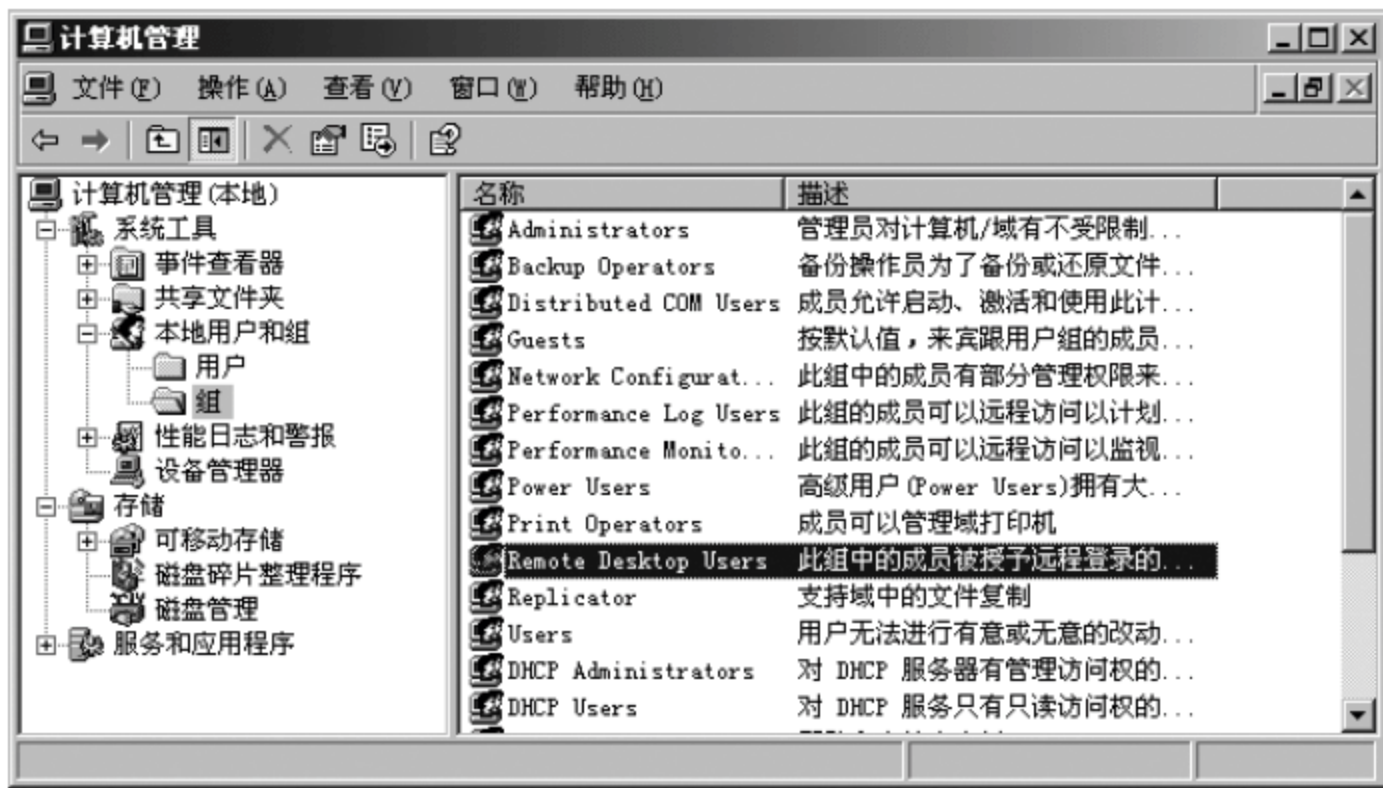 计算机管理
文件(F) 操作(A) 查看(V) 窗口(W) 帮助(H)
计算机管理(本地)
系统工具
事件查看器
共享文件夹
本地用户和组
用户
组
性能日志和警报
设备管理器
存储
可移动存储
磁盘碎片整理程序
磁盘管理
服务和应用程序
名称 描述
Administrators 管理员对计算机/域有不受限制...
Backup Operators 备份操作员为了备份或还原文件...
Distributed COM Users 成员允许启动、激活和使用此计...
Guests 按默认值，来宾跟用户组的成员...
Network Configurat... 此组中的成员有部分管理权限来...
Performance Log Users 此组的成员可以远程访问以计划...
Performance Monito... 此组的成员可以远程访问以监视...
Power Users 高级用户(Power Users)拥有大...
Print Operators 成员可以管理域打印机
Remote Desktop Users 此组中的成员被授予远程登录的...
Replicator 支持域中的文件复制
Users 用户无法进行有意或无意的改动...
DHCP Administrators 对 DHCP 服务器有管理访问权的...
DHCP Users 对 DHCP 服务只有只读访问权的...